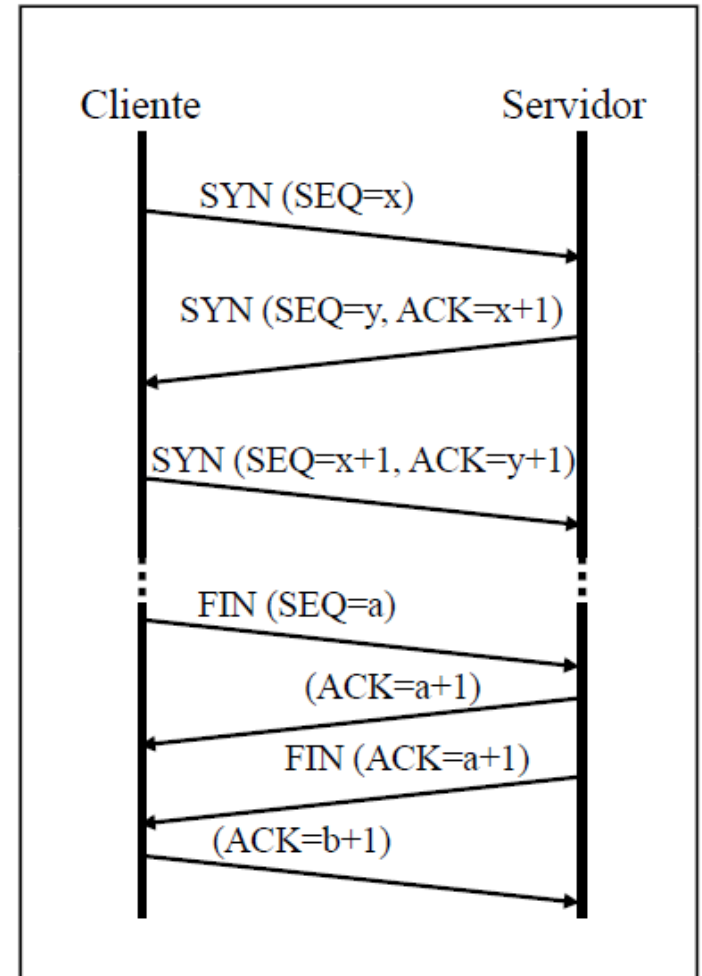 Cliente Servidor
SYN (SEQ=x)
SYN (SEQ=y, ACK=x+1)
SYN (SEQ=x+1, ACK=y+1)
FIN (SEQ=a)
(ACK=a+1)
FIN (ACK=a+1)
(ACK=b+1)